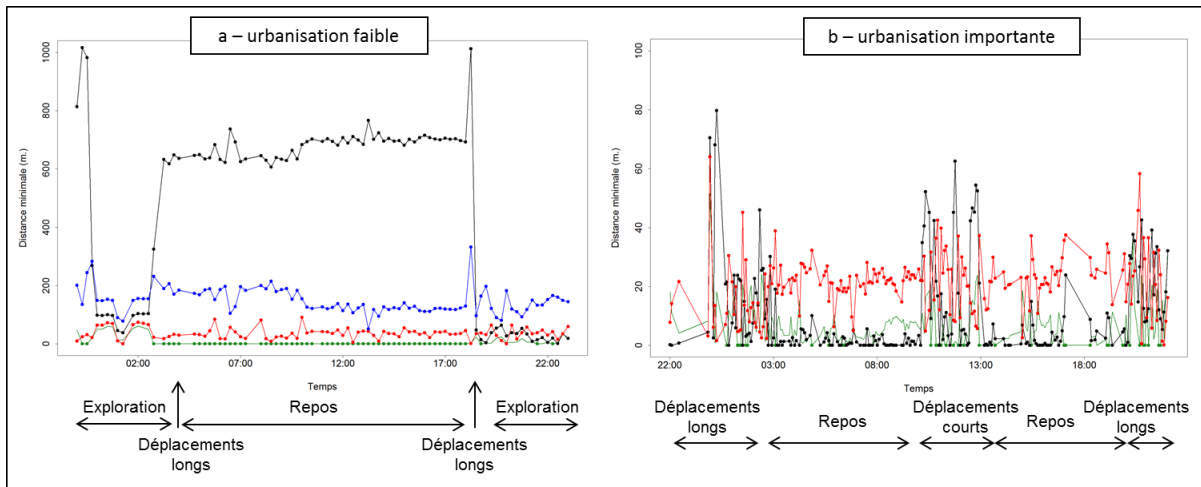 a – urbanisation faible
b – urbanisation importante
Distance minimale (m.)
1000
800
600
400
200
0
02:00
07:00
12:00
17:00
22:00
Temps
Exploration
Repos
Exploration
Déplacements
longs
Déplacements
longs
Distance minimale (m.)
100
80
60
40
20
0
22:00
03:00
08:00
13:00
18:00
Temps
Déplacements
longs
Repos
Déplacements
courts
Repos
Déplacements
longs